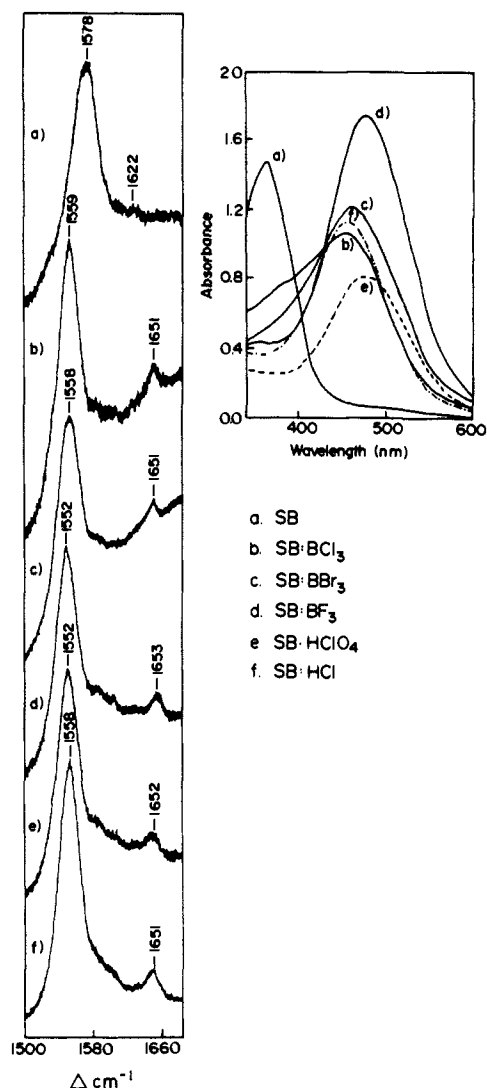 1578
a)
1622
1559
b)
1651
1558
c)
1651
1552
d)
1653
1552
e)
1652
1558
f)
1651
1500 1580 1660
Δ cm⁻¹
2.0
1.6
1.2
0.8
0.4
0.0
Absorbance
a)
d)
c)
f)
b)
e)
400 500 600
Wavelength (nm)
a. SB
b. SB:BCl₃
c. SB:BBr₃
d. SB:BF₃
e SB·HClO₄
f. SB·HCl